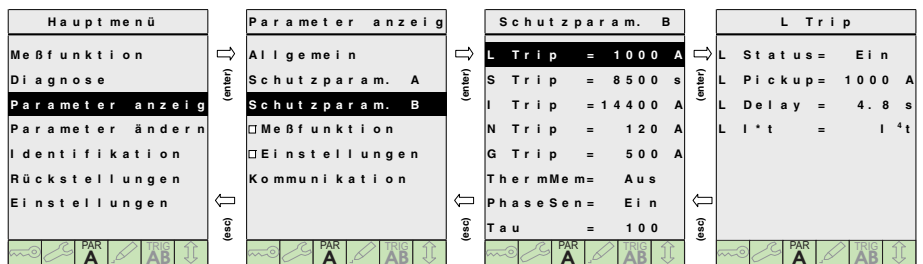 Hauptmenü
Meßfunktion
Diagnose
Parameter anzeig
Parameter ändern
Identifikation
Rückstellungen
Einstellungen
PAR
A
TRIG
AB
(enter)
(esc)
Parameter anzeig
Allgemein
Schutzparam. A
Schutzparam. B
Meßfunktion
Einstellungen
Kommunikation
PAR
A
TRIG
AB
(enter)
(esc)
Schutzparam. B
L Trip = 1000 A
S Trip = 8500 s
I Trip =14400 A
N Trip = 120 A
G Trip = 500 A
ThermMem= Aus
PhaseSen= Ein
Tau = 100
PAR
A
TRIG
AB
(enter)
(esc)
L Trip
L Status= Ein
L Pickup= 1000 A
L Delay = 4.8 s
L I*t = I⁴t
PAR
A
TRIG
AB